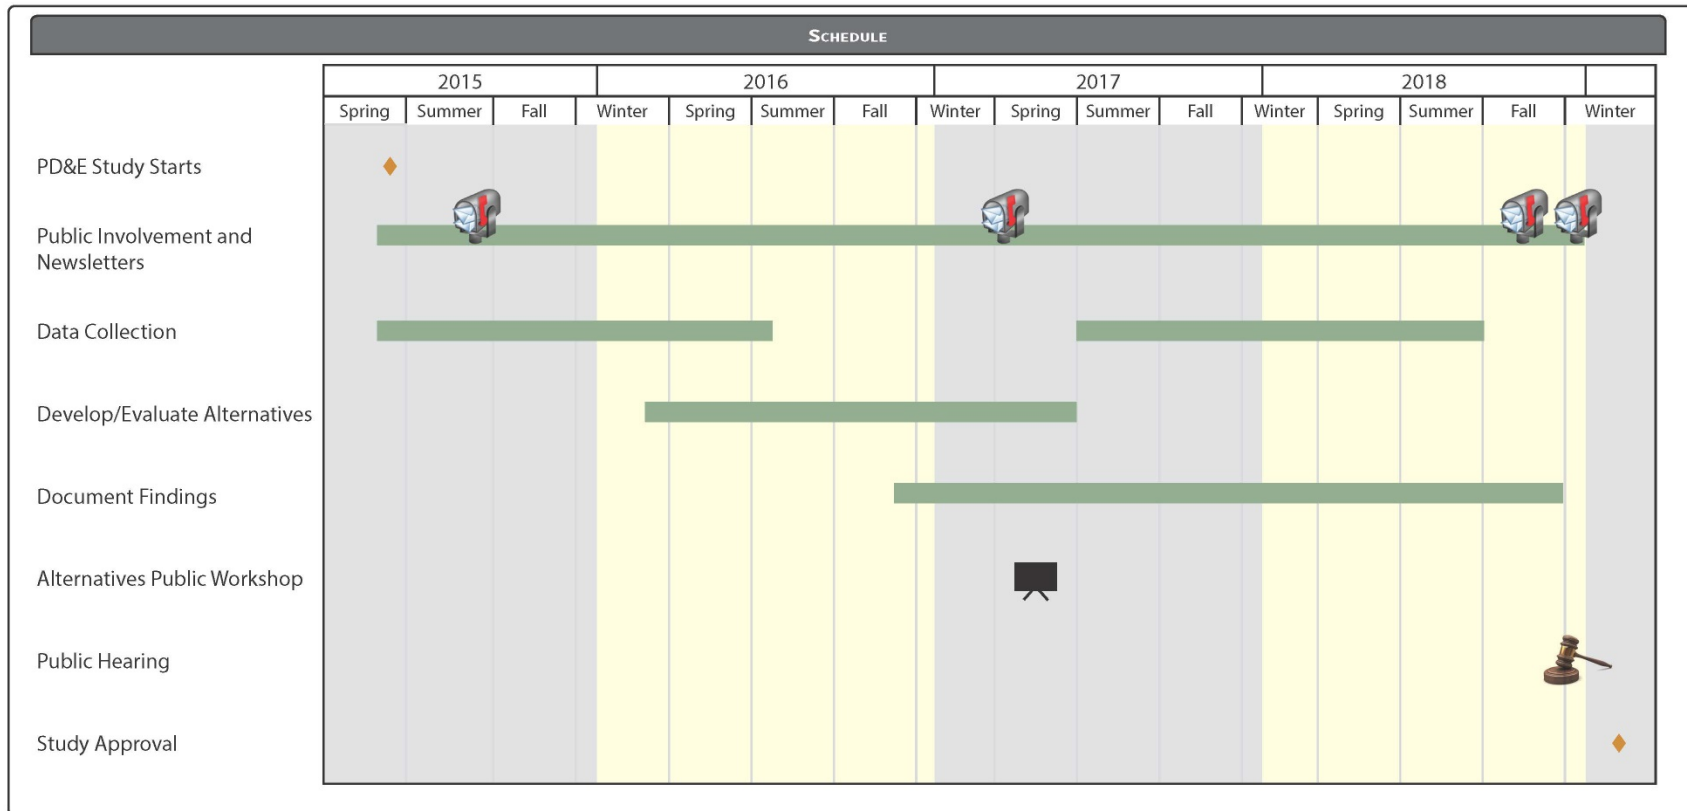 SCHEDULE
2015 2016 2017 2018
Spring Summer Fall Winter Spring Summer Fall Winter Spring Summer Fall Winter Spring Summer Fall Winter
PD&E Study Starts
Public Involvement and
Newsletters
Data Collection
Develop/Evaluate Alternatives
Document Findings
Alternatives Public Workshop
Public Hearing
Study Approval